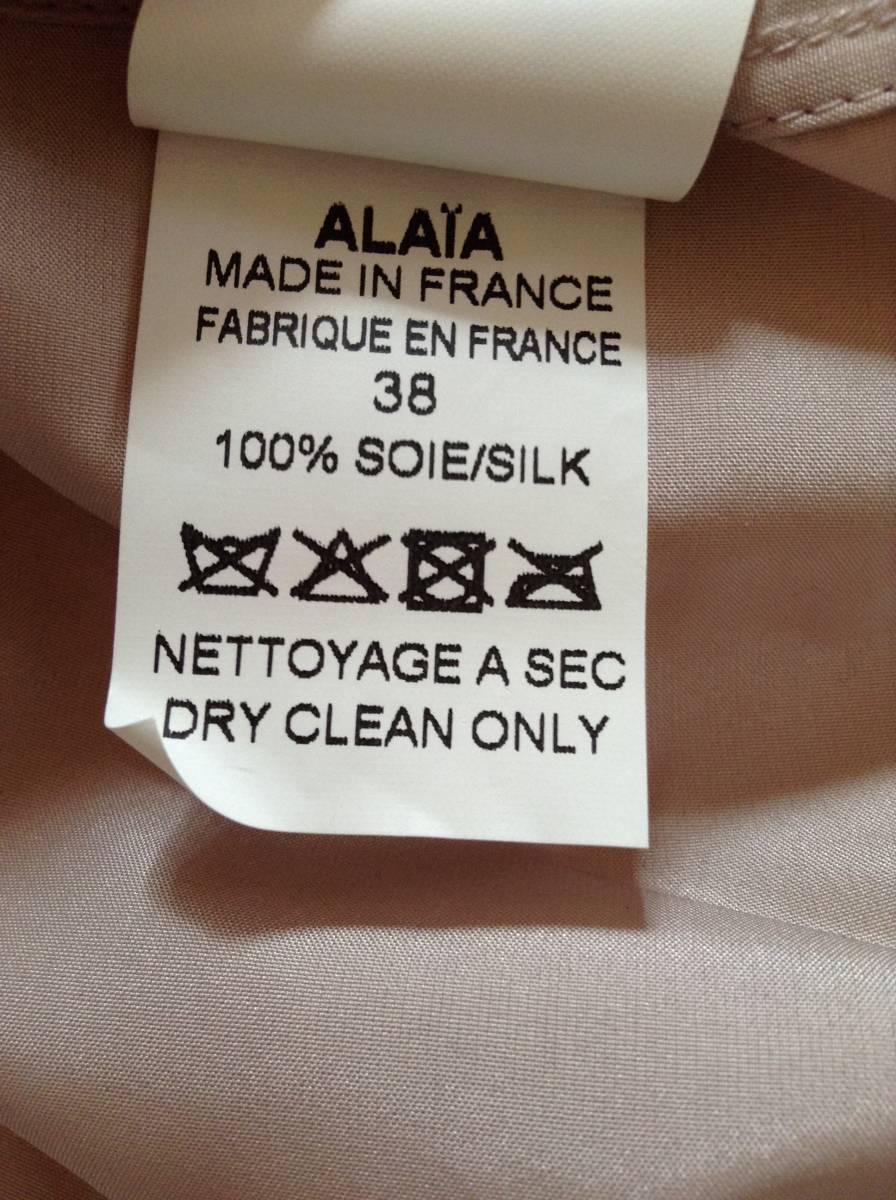 ALAÏA
MADE IN FRANCE
FABRIQUE EN FRANCE
38
100% SOIE/SILK
NETTOYAGE A SEC
DRY CLEAN ONLY